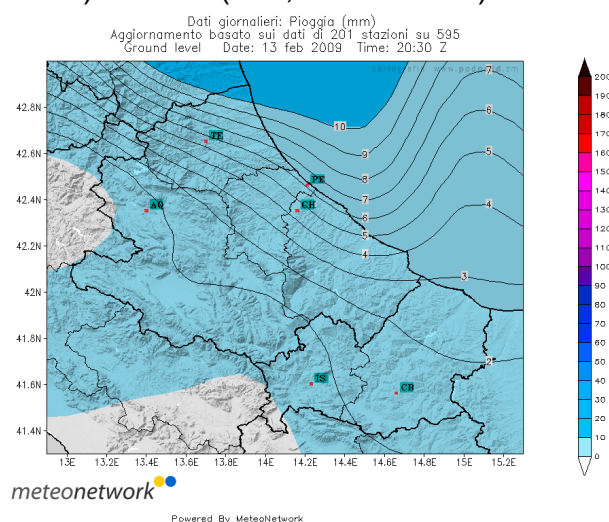 Dati giornalieri: Pioggia (mm)
Aggiornamento basato sui dati di 201 stazioni su 595
Ground level Date: 13 feb 2009 Time: 20:30 Z
42.8N
42.6N
42.4N
42.2N
42N
41.8N
41.6N
41.4N
13E 13.2E 13.4E 13.6E 13.8E 14E 14.2E 14.4E 14.6E 14.8E 15E 15.2E
TE
PE
AQ
CH
IS
CB
10
9
8
7
6
5
4
7
6
5
4
3
2
200
190
180
170
160
150
140
130
120
110
100
90
80
70
60
50
40
30
20
10
0
meteonetwork
Powered By MeteoNetwork